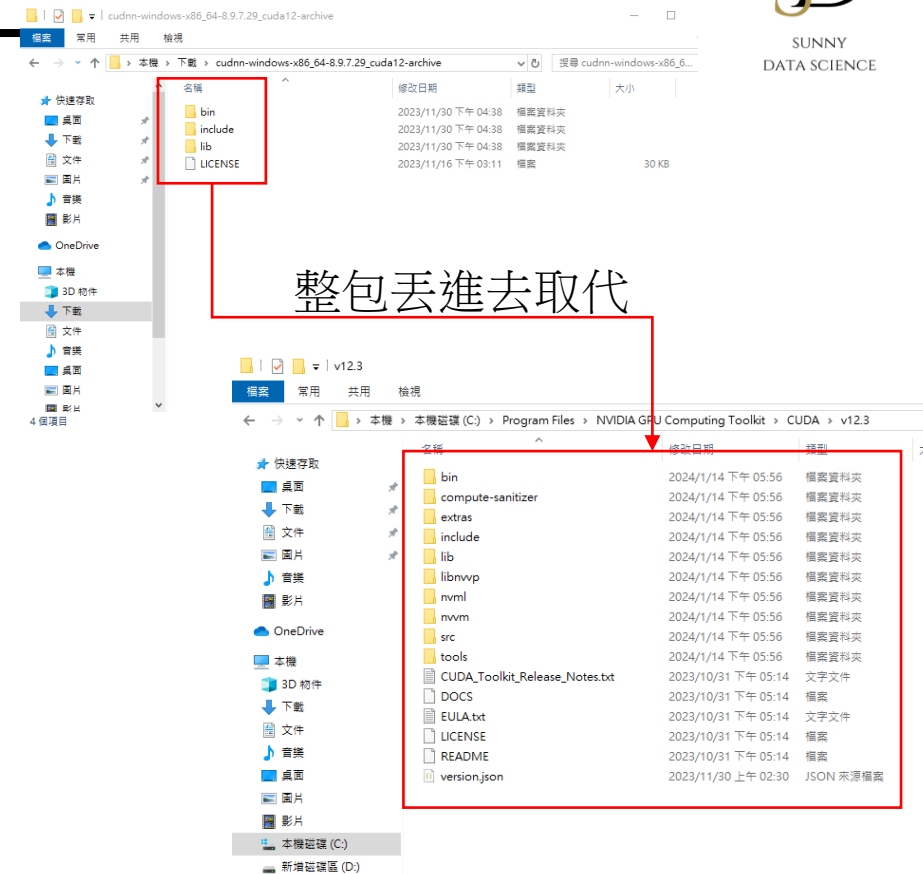 cudnn-windows-x86_64-8.9.7.29_cuda12-archive
檔案 常用 共用 檢視
本機 › 下載 › cudnn-windows-x86_64-8.9.7.29_cuda12-archive 搜尋 cudnn-windows-x86_6...
SUNNY
DATA SCIENCE
名稱 修改日期 類型 大小
快速存取
桌面
下載
文件
圖片
音樂
影片
OneDrive
本機
3D 物件
下載
文件
音樂
桌面
圖片
影片
4 個項目
bin 2023/11/30 下午 04:38 檔案資料夾
include 2023/11/30 下午 04:38 檔案資料夾
lib 2023/11/30 下午 04:38 檔案資料夾
LICENSE 2023/11/16 下午 03:11 檔案 30 KB
整包丟進去取代
v12.3
檔案 常用 共用 檢視
本機 › 本機磁碟 (C:) › Program Files › NVIDIA GPU Computing Toolkit › CUDA › v12.3
名稱 修改日期 類型
快速存取
桌面
下載
文件
圖片
音樂
影片
OneDrive
本機
3D 物件
下載
文件
音樂
桌面
圖片
影片
本機磁碟 (C:)
新增磁碟區 (D:)
bin 2024/1/14 下午 05:56 檔案資料夾
compute-sanitizer 2024/1/14 下午 05:56 檔案資料夾
extras 2024/1/14 下午 05:56 檔案資料夾
include 2024/1/14 下午 05:56 檔案資料夾
lib 2024/1/14 下午 05:56 檔案資料夾
libnvvp 2024/1/14 下午 05:56 檔案資料夾
nvml 2024/1/14 下午 05:56 檔案資料夾
nvvm 2024/1/14 下午 05:56 檔案資料夾
src 2024/1/14 下午 05:56 檔案資料夾
tools 2024/1/14 下午 05:56 檔案資料夾
CUDA_Toolkit_Release_Notes.txt 2023/10/31 下午 05:14 文字文件
DOCS 2023/10/31 下午 05:14 檔案
EULA.txt 2023/10/31 下午 05:14 文字文件
LICENSE 2023/10/31 下午 05:14 檔案
README 2023/10/31 下午 05:14 檔案
version.json 2023/11/30 上午 02:30 JSON 來源檔案